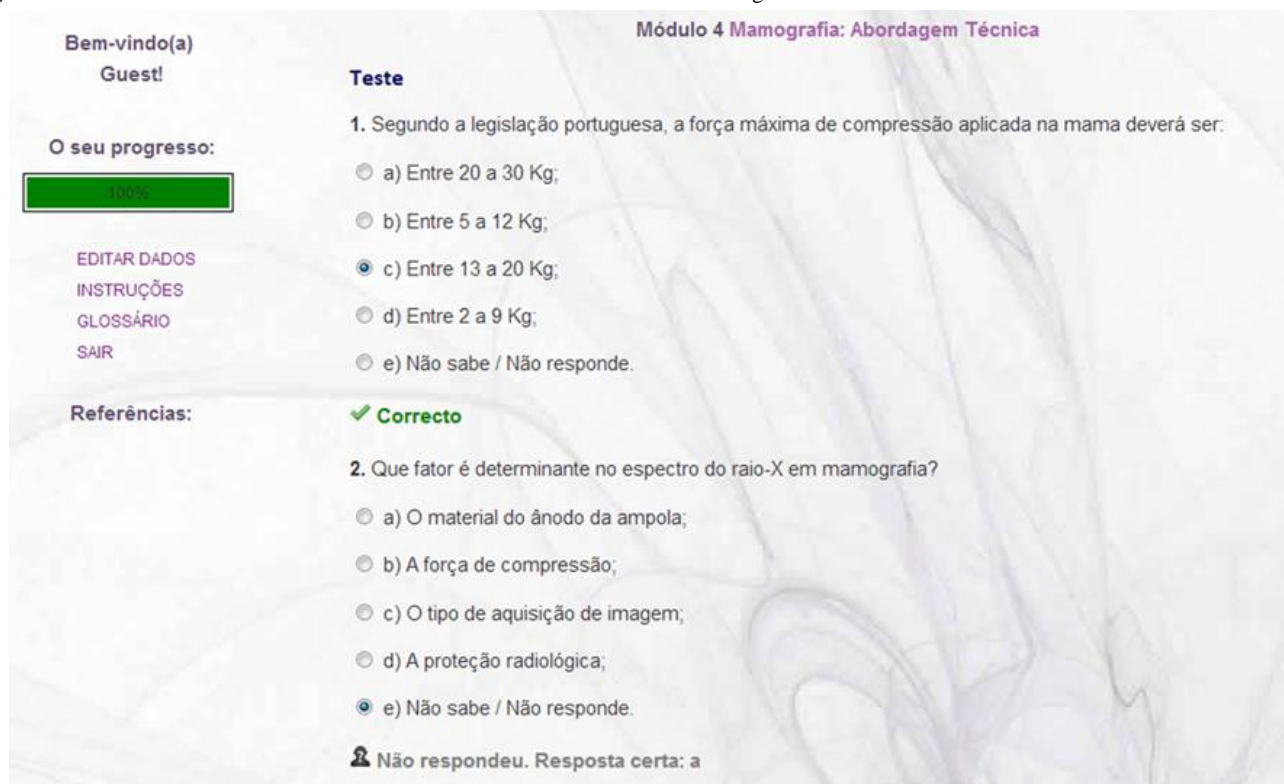 Bem-vindo(a)
Guest!
O seu progresso:
100%
EDITAR DADOS
INSTRUÇÕES
GLOSSÁRIO
SAIR
Referências:
Módulo 4 Mamografia: Abordagem Técnica
Teste
1. Segundo a legislação portuguesa, a força máxima de compressão aplicada na mama deverá ser:
a) Entre 20 a 30 Kg;
b) Entre 5 a 12 Kg;
c) Entre 13 a 20 Kg;
d) Entre 2 a 9 Kg;
e) Não sabe / Não responde.
Correcto
2. Que fator é determinante no espectro do raio-X em mamografia?
a) O material do ânodo da ampola;
b) A força de compressão;
c) O tipo de aquisição de imagem;
d) A proteção radiológica;
e) Não sabe / Não responde.
Não respondeu. Resposta certa: a